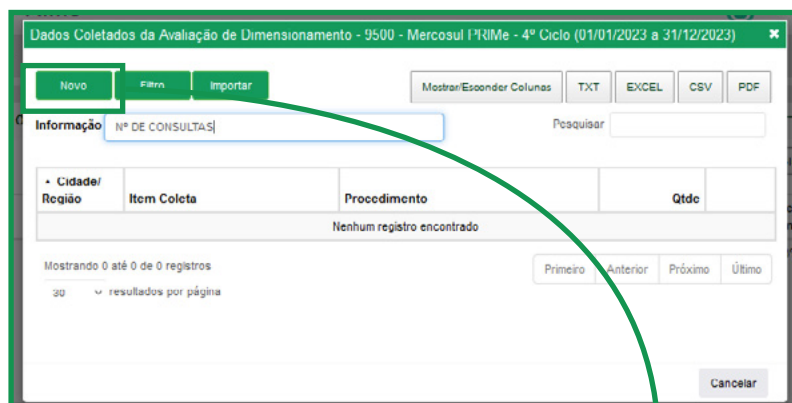 Dados Coletados da Avaliação de Dimensionamento - 9500 - Mercosul PRIMe - 4º Ciclo (01/01/2023 a 31/12/2023) ×
Novo Filtro Importar Mostrar/Esconder Colunas TXT EXCEL CSV PDF
Informação Nº DE CONSULTAS Pesquisar
Cidade/
Região Item Coleta Procedimento Qtde
Nenhum registro encontrado
Mostrando 0 até 0 de 0 registros Primeiro Anterior Próximo Último
30 resultados por página
Cancelar